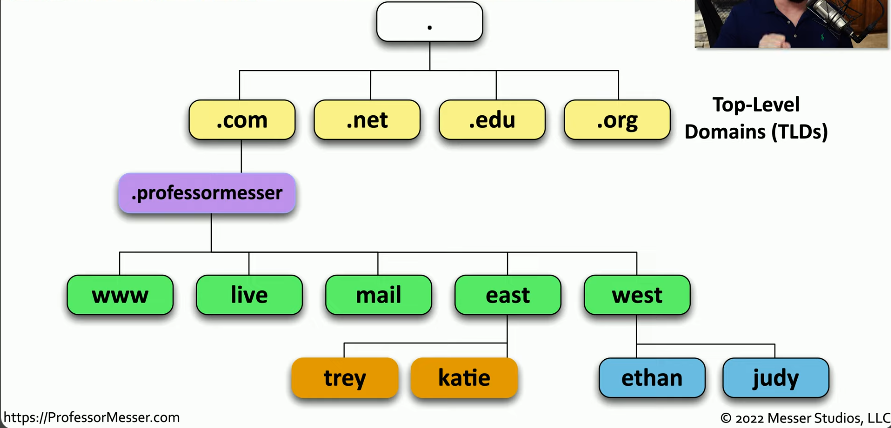 .
.com
.net
.edu
.org
Top-Level
Domains (TLDs)
.professormesser
www
live
mail
east
west
trey
katie
ethan
judy
https://ProfessorMesser.com
© 2022 Messer Studios, LLC